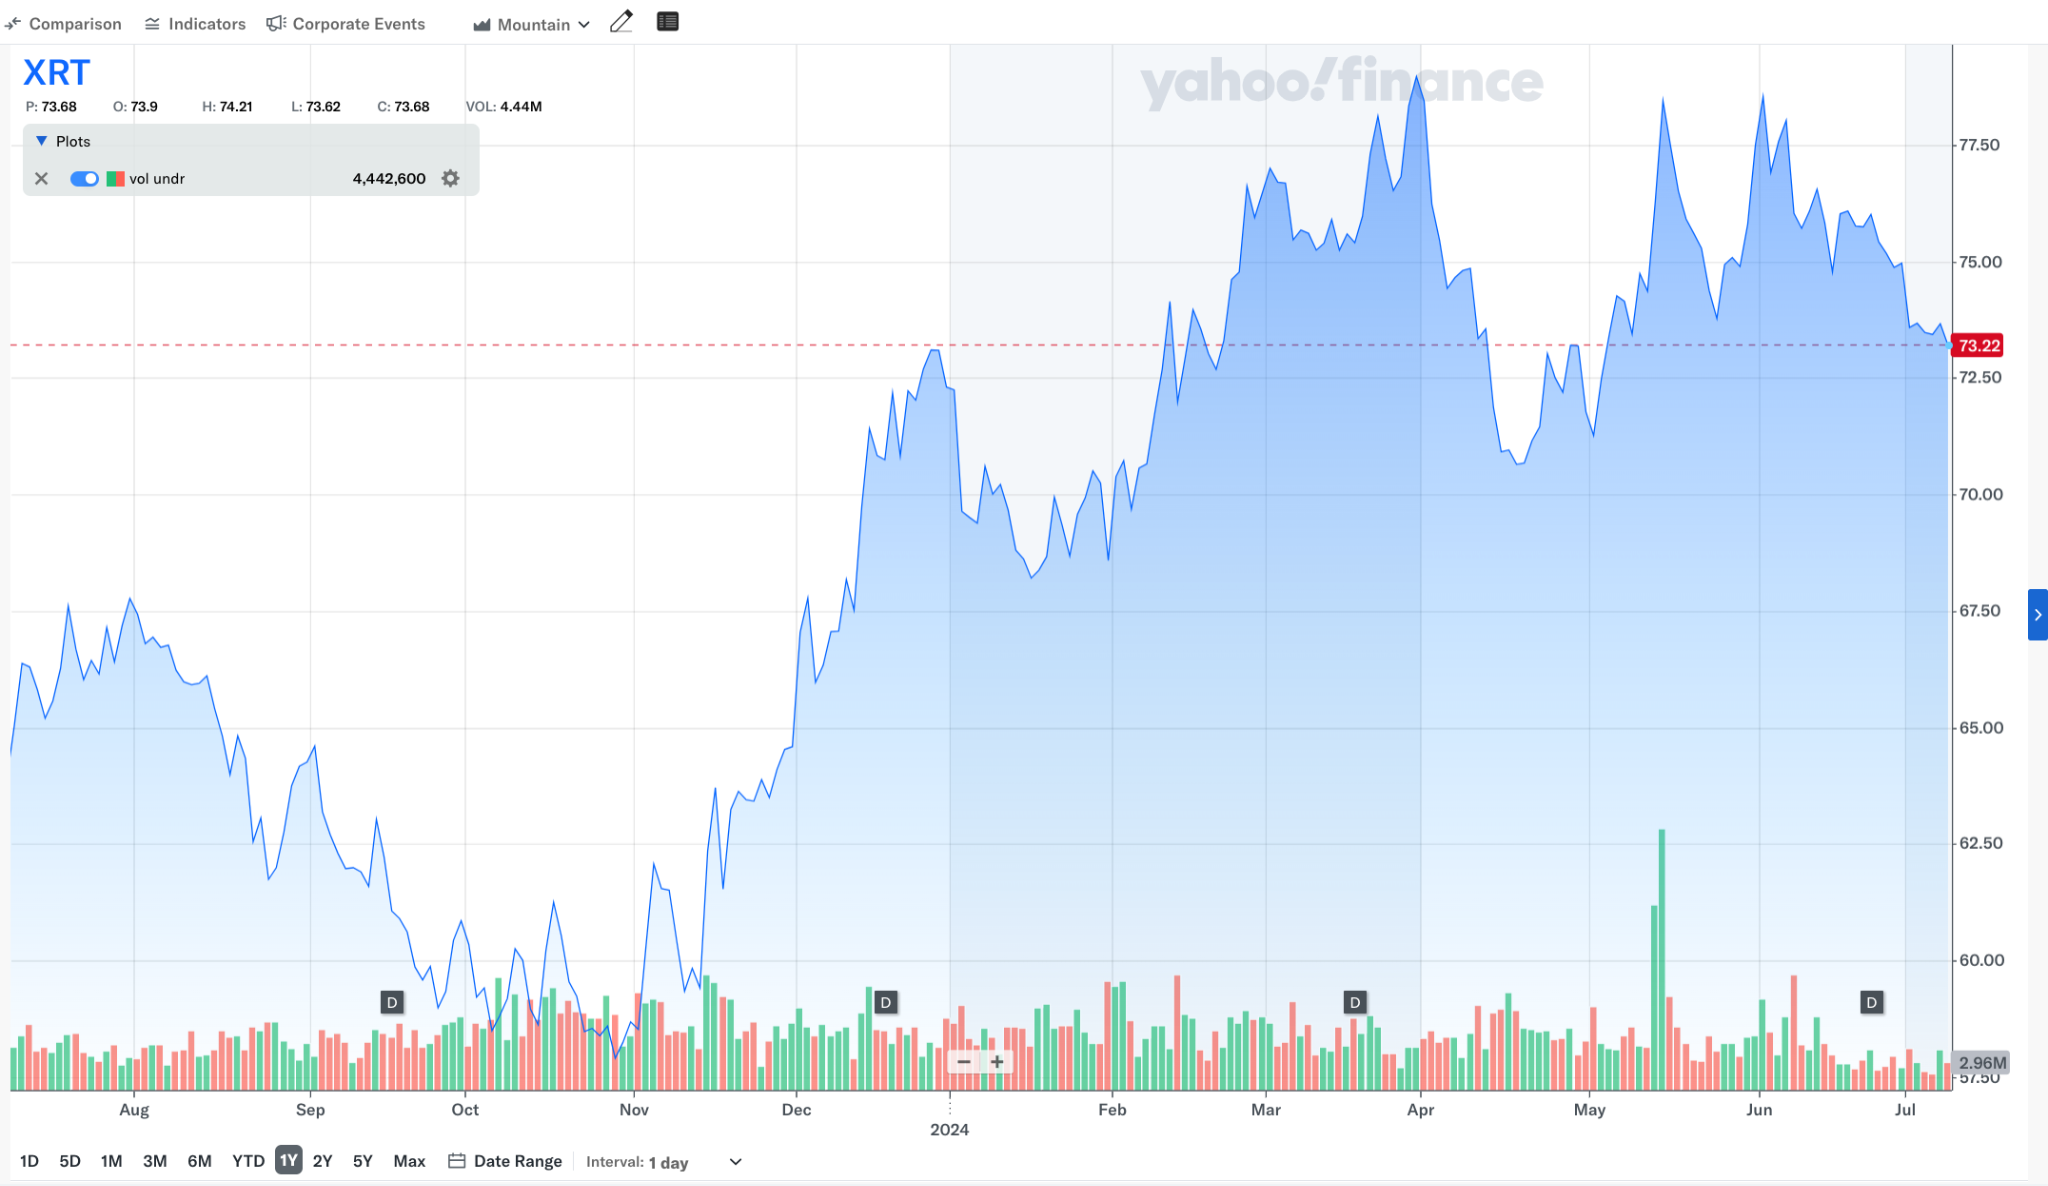 Comparison Indicators Corporate Events Mountain
XRT
yahoo!finance
P: 73.68 O: 73.9 H: 74.21 L: 73.62 C: 73.68 VOL: 4.44M
Plots
vol undr 4,442,600
77.50
75.00
73.22
72.50
70.00
67.50
65.00
62.50
60.00
D D D D
2.96M
57.50
Aug Sep Oct Nov Dec Feb Mar Apr May Jun Jul
2024
1D 5D 1M 3M 6M YTD 1Y 2Y 5Y Max Date Range Interval: 1 day